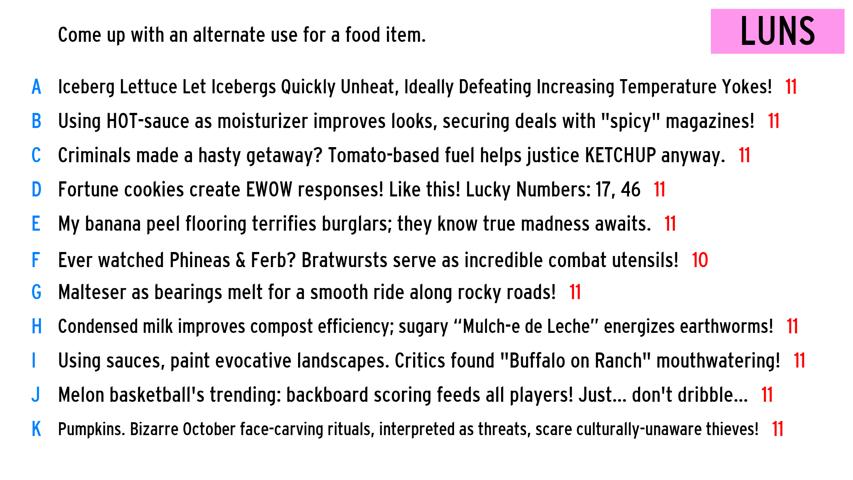 Come up with an alternate use for a food item.
LUNS
A Iceberg Lettuce Let Icebergs Quickly Unheat, Ideally Defeating Increasing Temperature Yokes! 11
B Using HOT-sauce as moisturizer improves looks, securing deals with "spicy" magazines! 11
C Criminals made a hasty getaway? Tomato-based fuel helps justice KETCHUP anyway. 11
D Fortune cookies create EWOW responses! Like this! Lucky Numbers: 17, 46 11
E My banana peel flooring terrifies burglars; they know true madness awaits. 11
F Ever watched Phineas & Ferb? Bratwursts serve as incredible combat utensils! 10
G Malteser as bearings melt for a smooth ride along rocky roads! 11
H Condensed milk improves compost efficiency; sugary “Mulch-e de Leche” energizes earthworms! 11
I Using sauces, paint evocative landscapes. Critics found "Buffalo on Ranch" mouthwatering! 11
J Melon basketball's trending: backboard scoring feeds all players! Just... don't dribble... 11
K Pumpkins. Bizarre October face-carving rituals, interpreted as threats, scare culturally-unaware thieves! 11